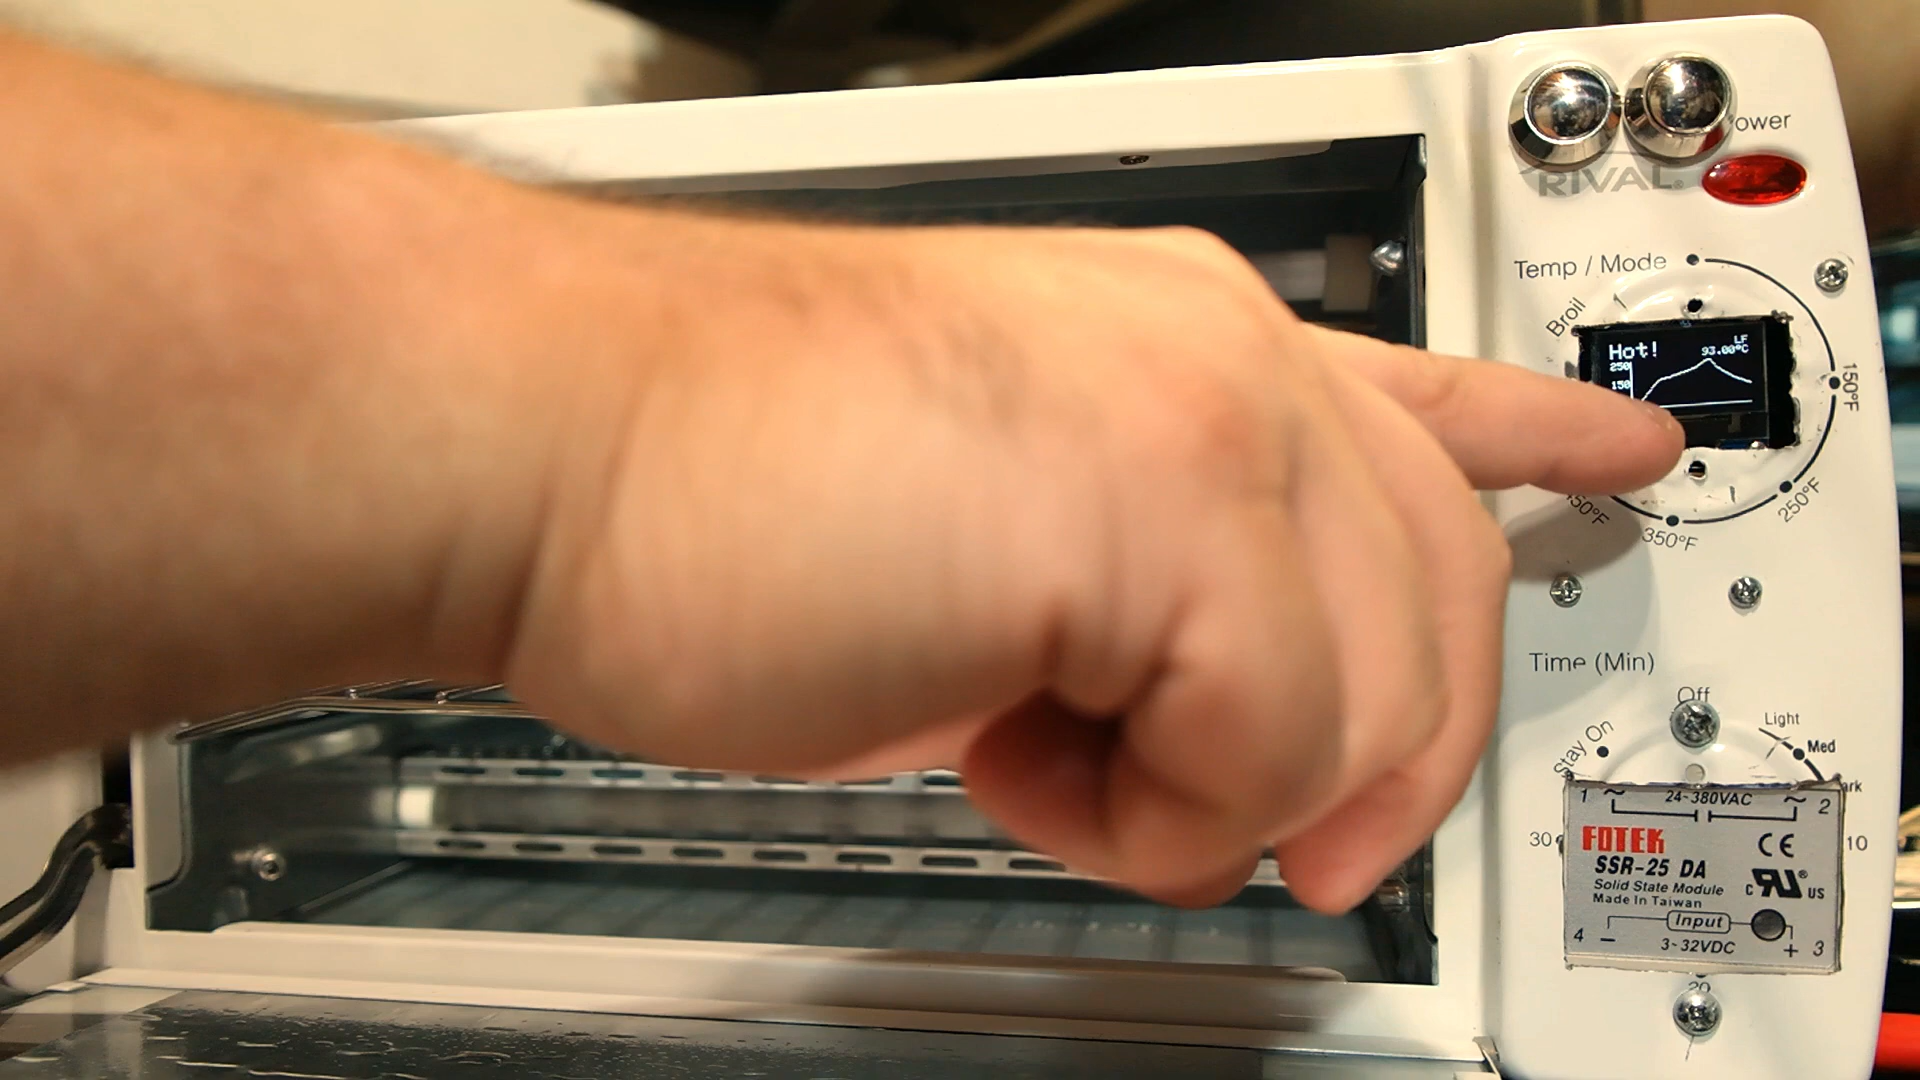 ower
RIVAL®
Temp / Mode
Broil
Hot!
LF
93.00°C
250
150
150°F
250°F
350°F
450°F
Time (Min)
Off
Light
Stay On
Med
ark
1 ~ 24-380VAC ~ 2
30
10
FOTEK
CE
SSR-25 DA
Solid State Module
Made In Taiwan
C RU® US
Input
4 − 3-32VDC + 3
20